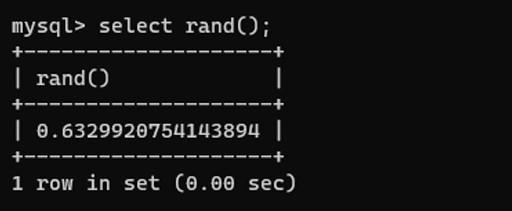 mysql> select rand();
+--------------------+
| rand()             |
+--------------------+
| 0.6329920754143894 |
+--------------------+
1 row in set (0.00 sec)